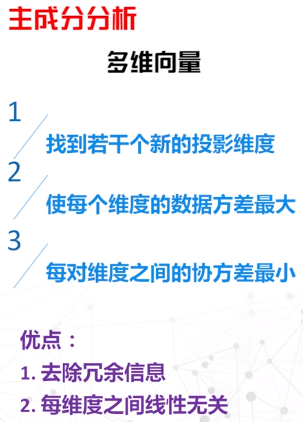 主成分分析
多维向量
1
找到若干个新的投影维度
2
使每个维度的数据方差最大
3
每对维度之间的协方差最小
优点：
1. 去除冗余信息
2. 每维度之间线性无关